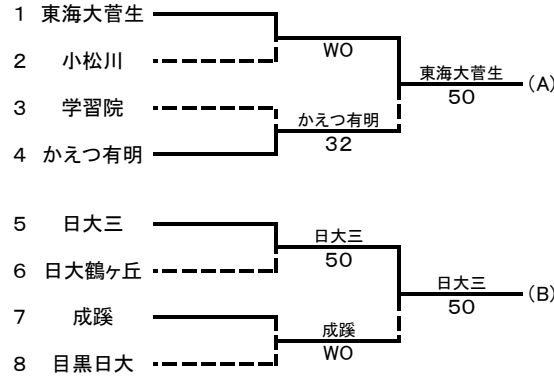 1 東海大菅生
WO
2 小松川
東海大菅生 (A)
50
3 学習院
かえつ有明
32
4 かえつ有明
5 日大三
日大三
50
6 日大鶴ヶ丘
日大三 (B)
50
7 成蹊
成蹊
WO
8 目黒日大